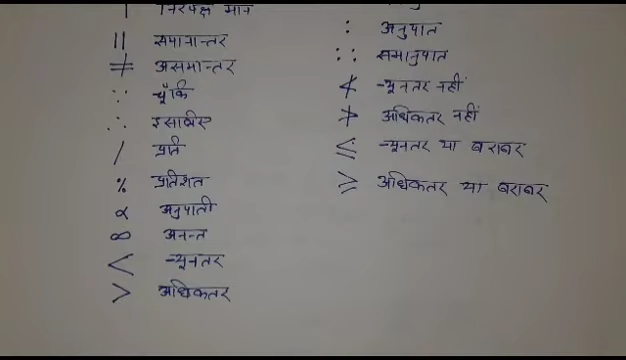 | निरपेक्ष मान
|| समानान्तर
≠ असमान्तर
∵ चूँकि
∴ इसलिए
/ प्रति
% प्रतिशत
∝ अनुपाती
∞ अनन्त
< न्यूनतर
> अधिकतर
: अनुपात
:: समानुपात
≮ न्यूनतर नहीं
≯ अधिकतर नहीं
≤ न्यूनतर या बराबर
≥ अधिकतर या बराबर